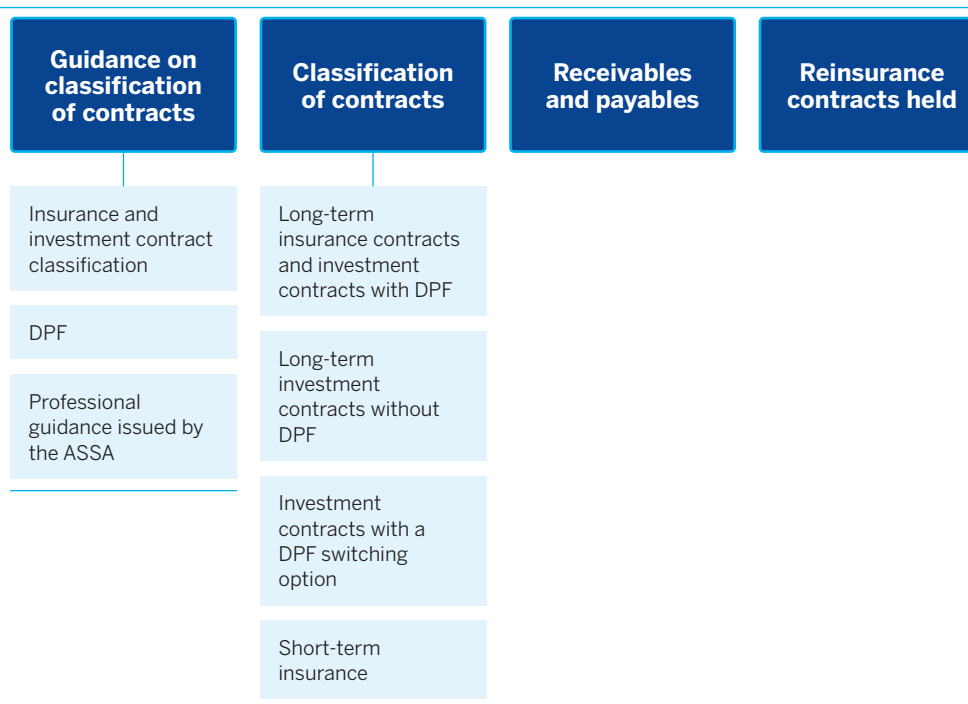 Guidance on
classification
of contracts
Insurance and
investment contract
classification
DPF
Professional
guidance issued by
the ASSA
Classification
of contracts
Long-term
insurance contracts
and investment
contracts with DPF
Long-term
investment
contracts without
DPF
Investment
contracts with a
DPF switching
option
Short-term
insurance
Receivables
and payables
Reinsurance
contracts held